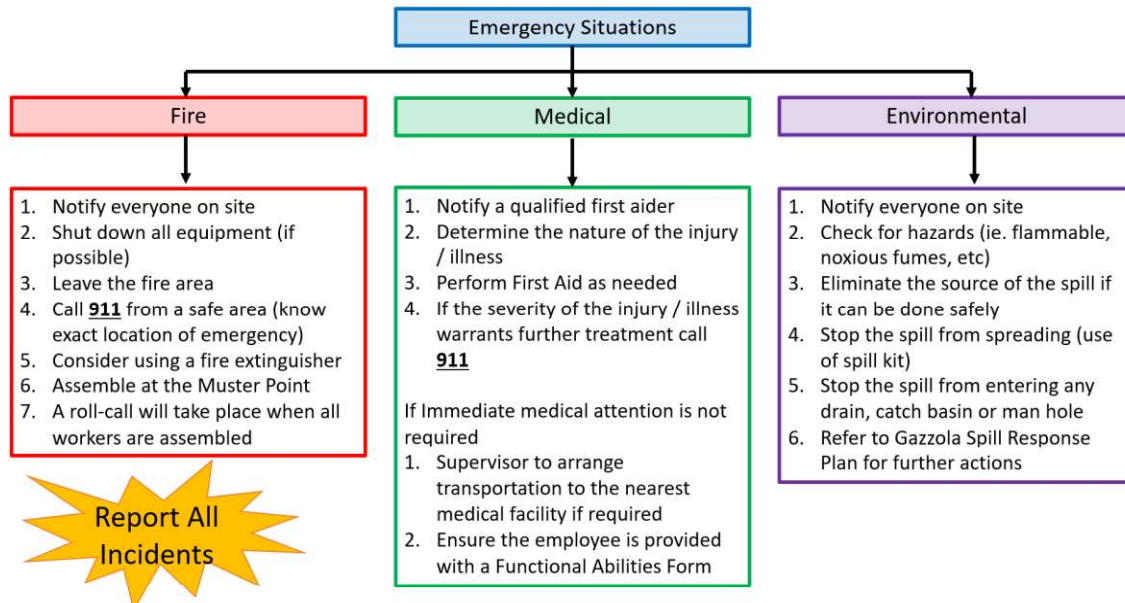 Emergency Situations
Fire
1. Notify everyone on site
2. Shut down all equipment (if
possible)
3. Leave the fire area
4. Call 911 from a safe area (know
exact location of emergency)
5. Consider using a fire extinguisher
6. Assemble at the Muster Point
7. A roll-call will take place when all
workers are assembled
Report All
Incidents
Medical
1. Notify a qualified first aider
2. Determine the nature of the injury
/ illness
3. Perform First Aid as needed
4. If the severity of the injury / illness
warrants further treatment call
911
If Immediate medical attention is not
required
1. Supervisor to arrange
transportation to the nearest
medical facility if required
2. Ensure the employee is provided
with a Functional Abilities Form
Environmental
1. Notify everyone on site
2. Check for hazards (ie. flammable,
noxious fumes, etc)
3. Eliminate the source of the spill if
it can be done safely
4. Stop the spill from spreading (use
of spill kit)
5. Stop the spill from entering any
drain, catch basin or man hole
6. Refer to Gazzola Spill Response
Plan for further actions